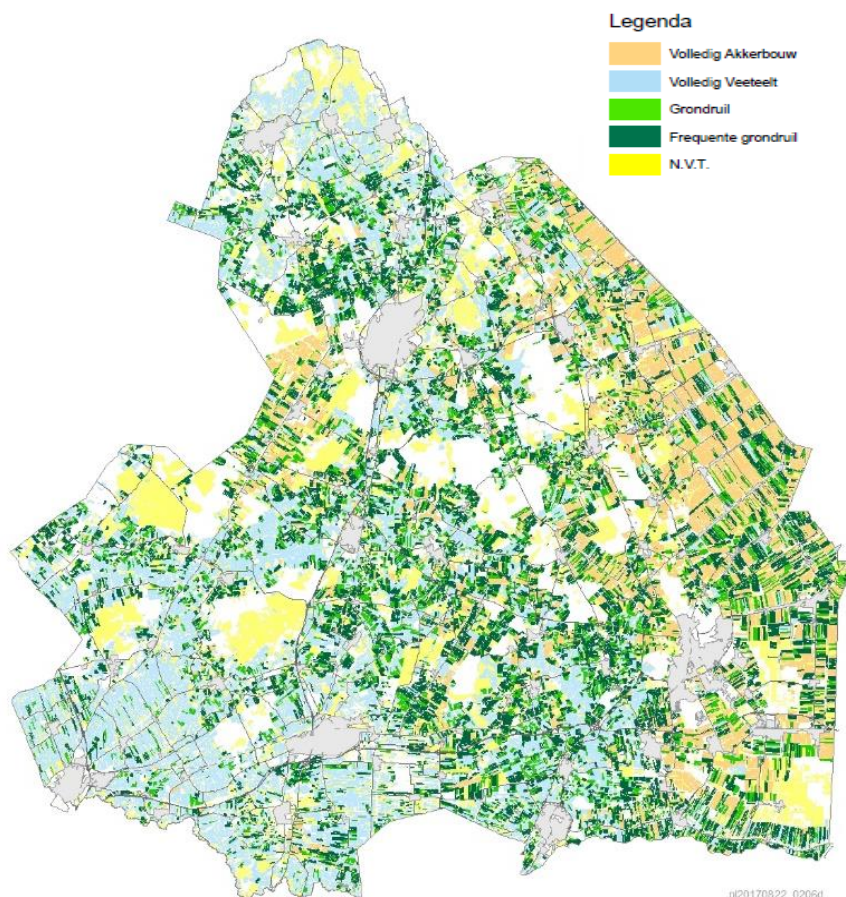 Legenda
Volledig Akkerbouw
Volledig Veeteelt
Grondruil
Frequente grondruil
N.V.T.
pl20170822_0206d